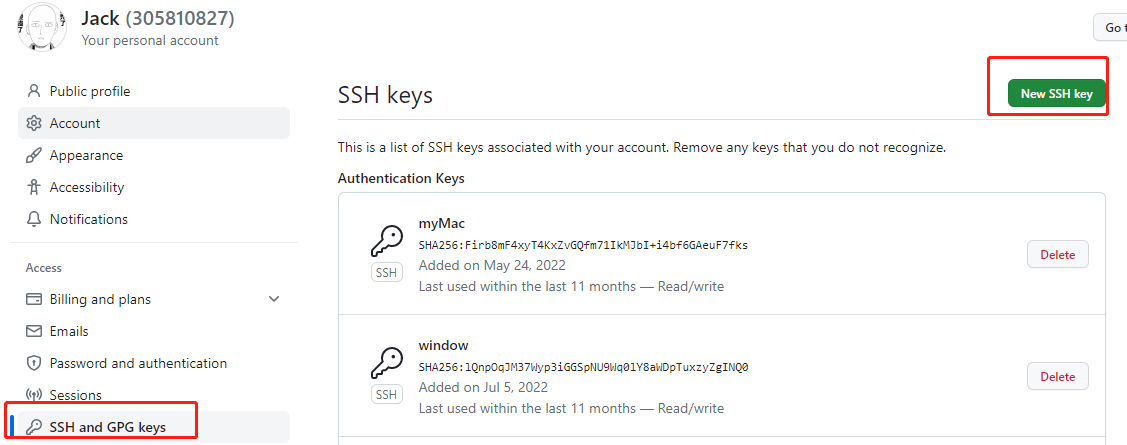 Jack (305810827)
Your personal account
Go t
Public profile
Account
Appearance
Accessibility
Notifications
Access
Billing and plans
Emails
Password and authentication
Sessions
SSH and GPG keys
SSH keys
New SSH key
This is a list of SSH keys associated with your account. Remove any keys that you do not recognize.
Authentication Keys
myMac
SHA256:Firb8mF4xyT4KxZvGQfm71IkMJbI+i4bf6GAeuF7fks
Added on May 24, 2022
Last used within the last 11 months — Read/write
SSH
Delete
window
SHA256:lQnpOqJM37Wyp3iGGSpNU9Wq0lY8aWDpTuxzyZgINQ0
Added on Jul 5, 2022
Last used within the last 11 months — Read/write
SSH
Delete